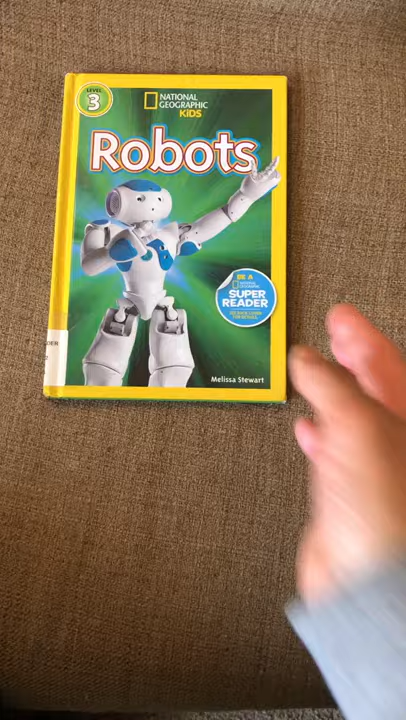 LEVEL
3
NATIONAL
GEOGRAPHIC
KiDS
Robots
BE A
NATIONAL GEOGRAPHIC
SUPER
READER
Melissa Stewart